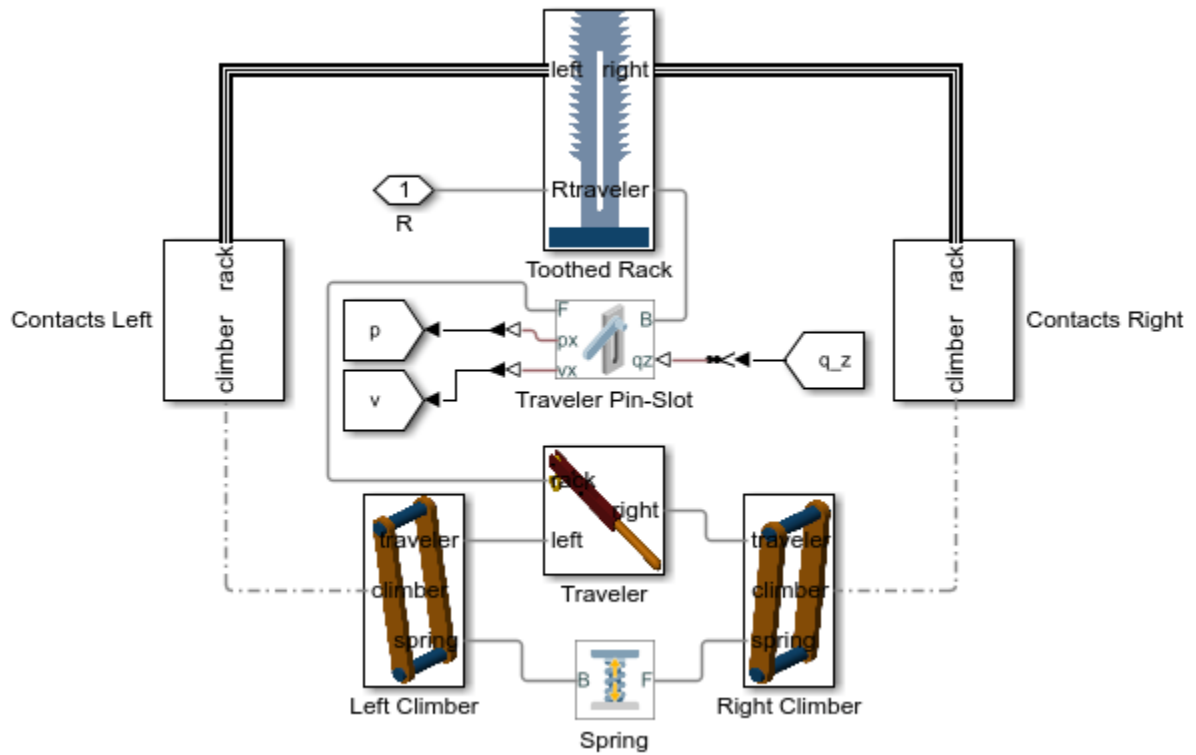 left right
1
Rtraveler
R
Toothed Rack
rack
climber
Contacts Left
rack
climber
Contacts Right
F
B
p
px
qz
q_z
v
vx
Traveler Pin-Slot
rack
right
left
Traveler
traveler
climber
spring
Left Climber
traveler
climber
spring
Right Climber
B F
Spring